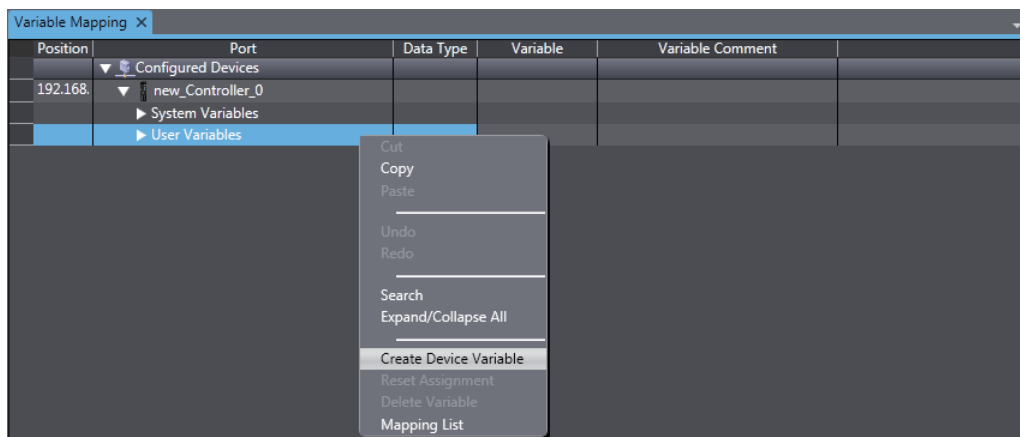 Variable Mapping X
Position Port Data Type Variable Variable Comment
Configured Devices
192.168. new_Controller_0
System Variables
User Variables
Cut
Copy
Paste
Undo
Redo
Search
Expand/Collapse All
Create Device Variable
Reset Assignment
Delete Variable
Mapping List